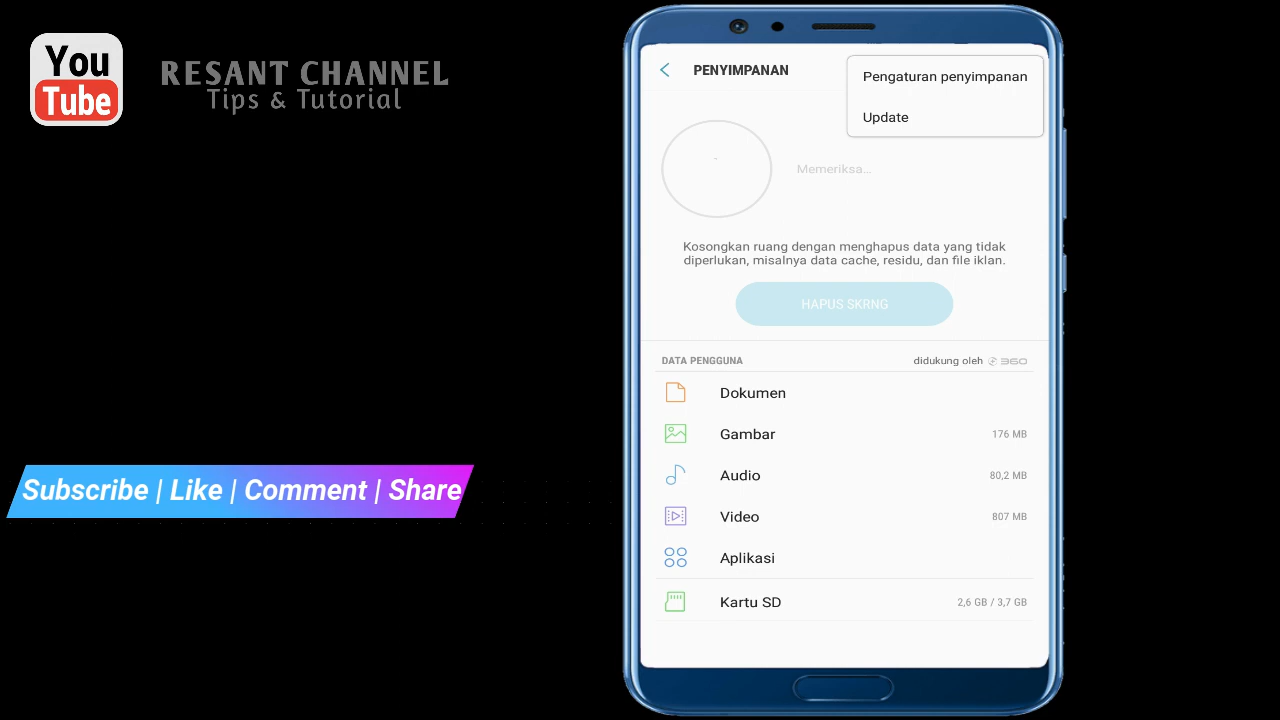 You
Tube
RESANT CHANNEL
Tips & Tutorial
Subscribe | Like | Comment | Share
PENYIMPANAN
Pengaturan penyimpanan
Update
Memeriksa...
Kosongkan ruang dengan menghapus data yang tidak
diperlukan, misalnya data cache, residu, dan file iklan.
HAPUS SKRNG
DATA PENGGUNA didukung oleh 360
Dokumen
Gambar 176 MB
Audio 80,2 MB
Video 807 MB
Aplikasi
Kartu SD 2,6 GB / 3,7 GB